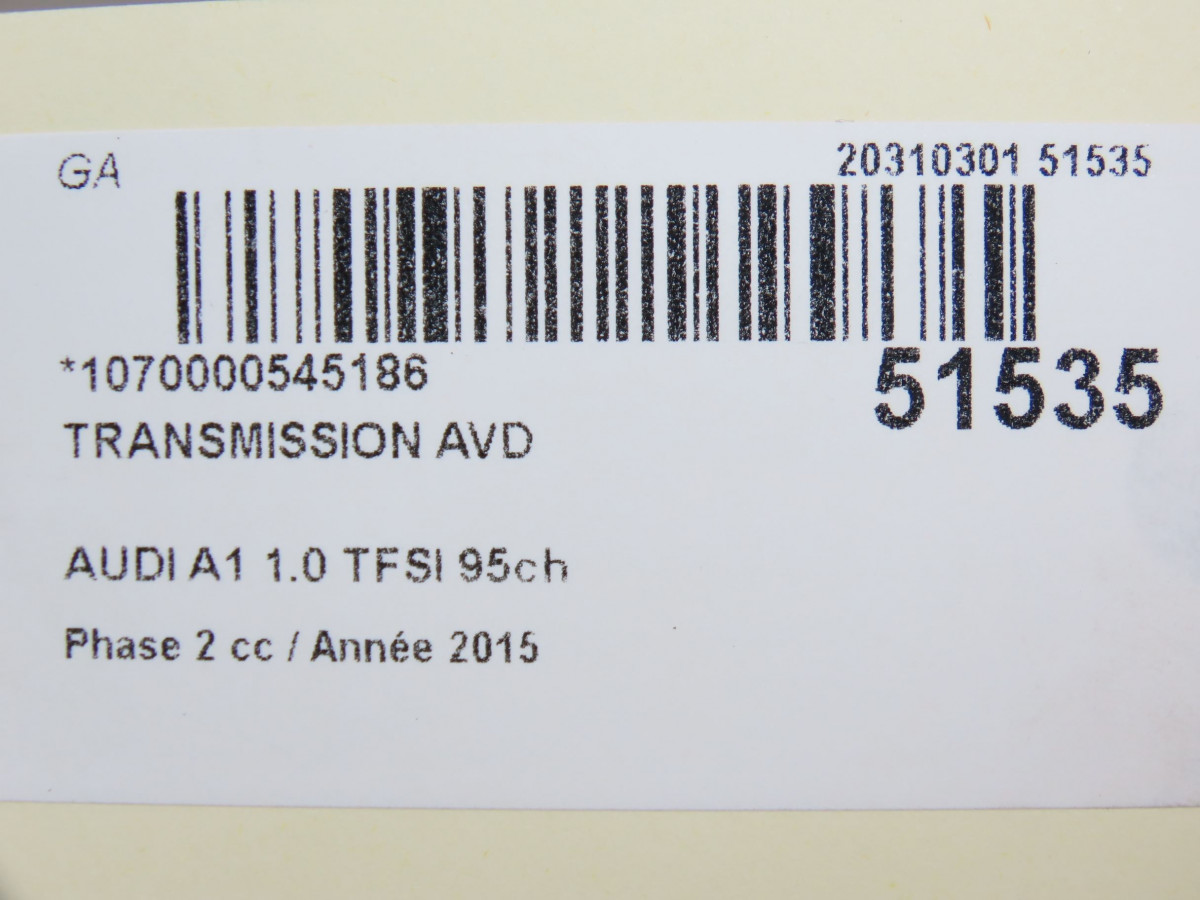 GA
20310301 51535
*1070000545186
51535
TRANSMISSION AVD
AUDI A1 1.0 TFSI 95ch
Phase 2 cc / Année 2015